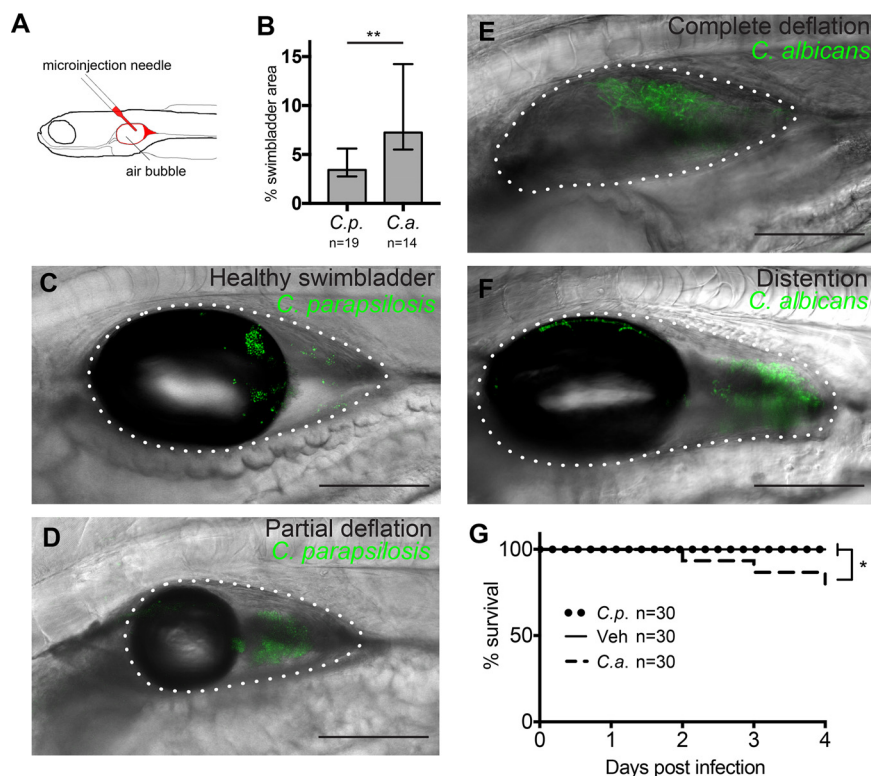 A
microinjection needle
air bubble
B
**
% swimbladder area
15
10
5
0
C.p.
C.a.
n=19
n=14
E
Complete deflation
C. albicans
C
Healthy swimbladder
C. parapsilosis
F
Distention
C. albicans
D
Partial deflation
C. parapsilosis
G
% survival
100
50
0
C.p. n=30
Veh n=30
C.a. n=30
*
0
1
2
3
4
Days post infection